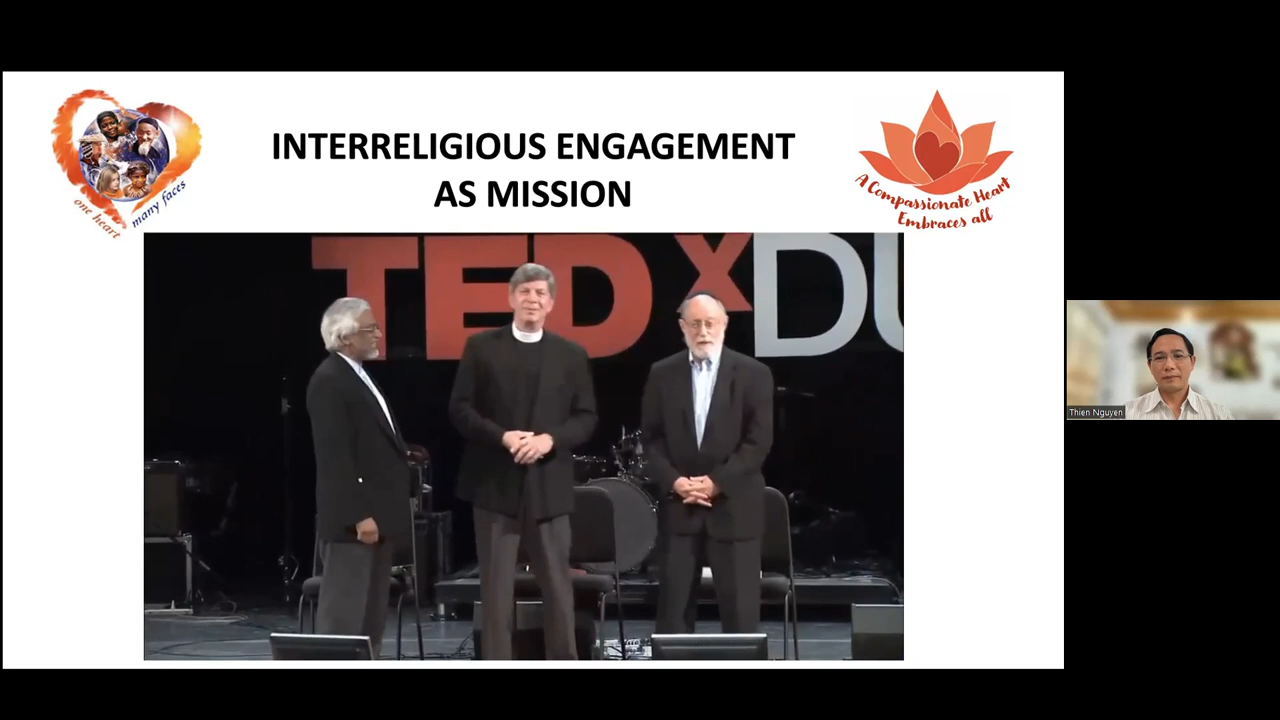 INTERRELIGIOUS ENGAGEMENT
AS MISSION
one heart
many faces
A Compassionate Heart
Embraces all
TEDxDU
Thien Nguyen